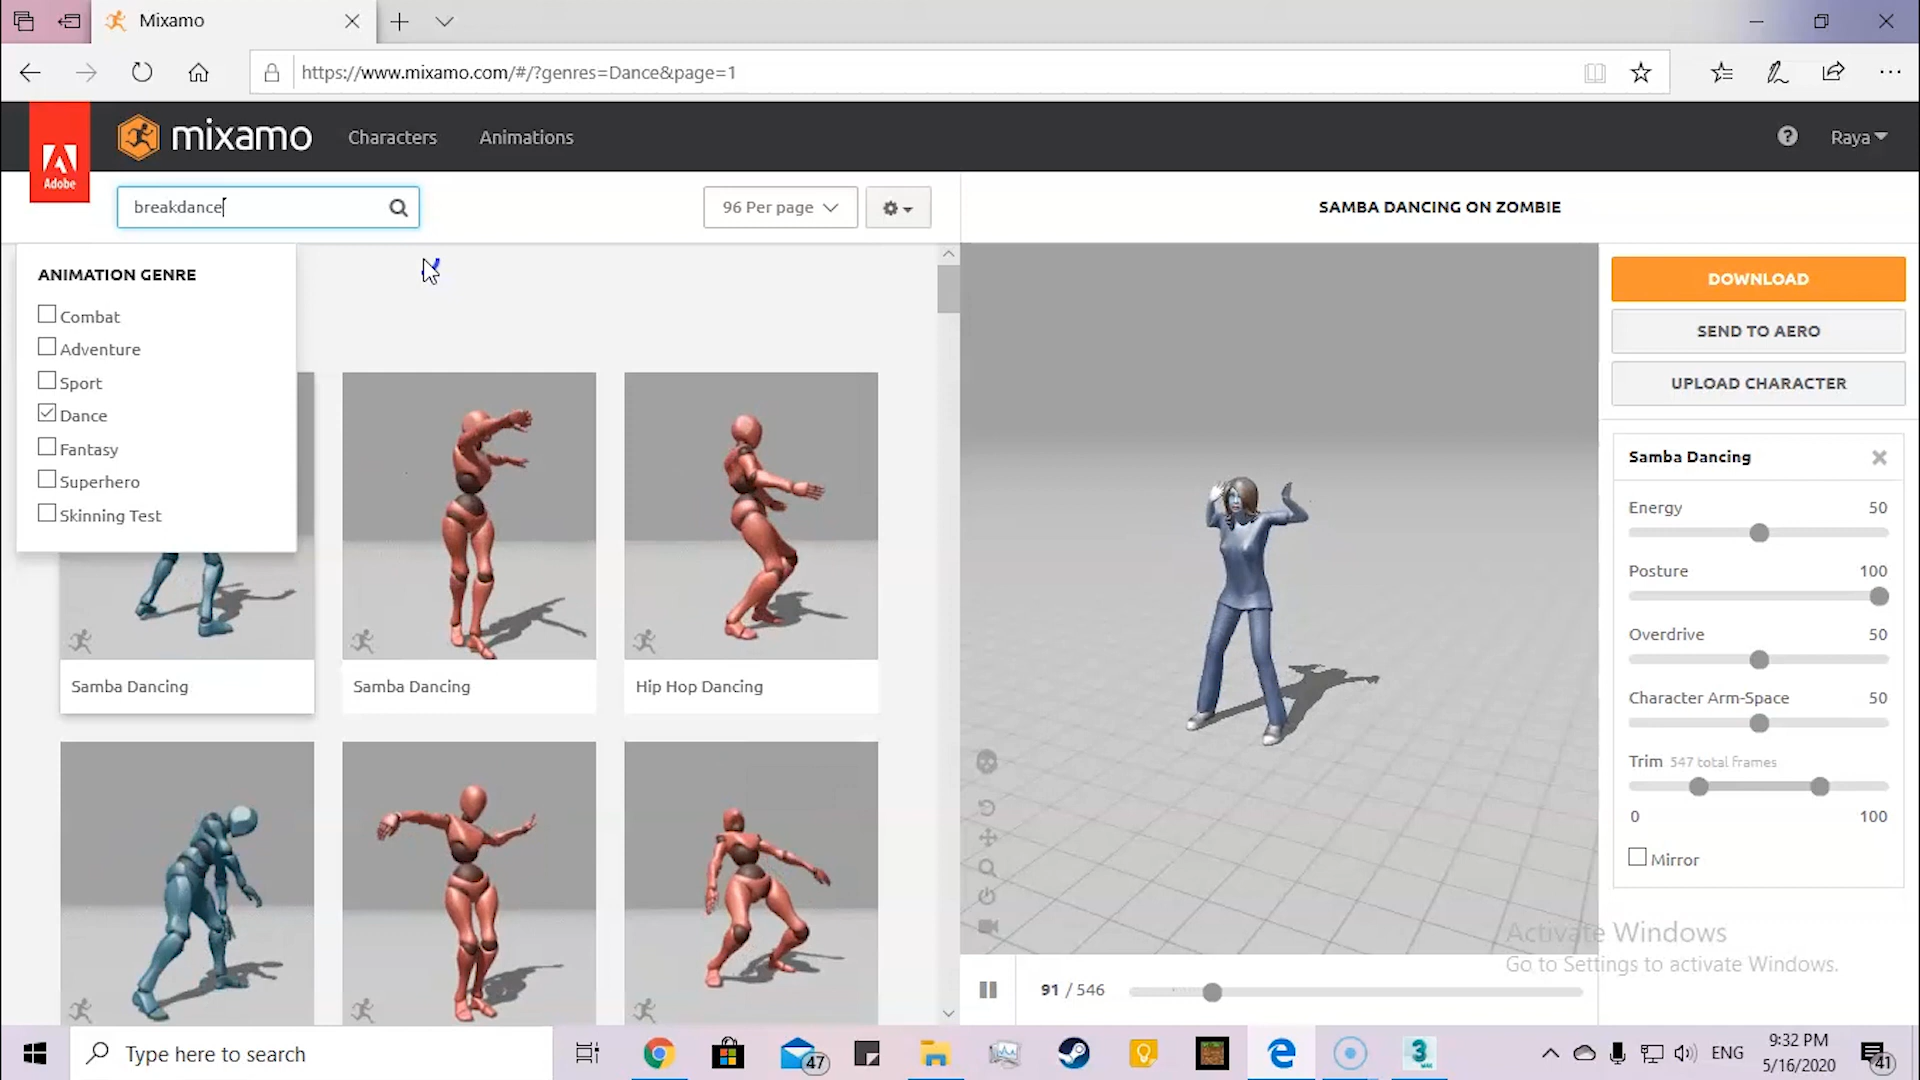 Mixamo
https://www.mixamo.com/#/?genres=Dance&page=1
Adobe
mixamo
Characters
Animations
Raya
breakdance
96 Per page
SAMBA DANCING ON ZOMBIE
ANIMATION GENRE
Combat
Adventure
Sport
Dance
Fantasy
Superhero
Skinning Test
Samba Dancing
Samba Dancing
Hip Hop Dancing
DOWNLOAD
SEND TO AERO
UPLOAD CHARACTER
Samba Dancing
Energy 50
Posture 100
Overdrive 50
Character Arm-Space 50
Trim 547 total frames
0 100
Mirror
Activate Windows
Go to Settings to activate Windows.
91 / 546
Type here to search
47
3
ENG
9:32 PM
5/16/2020
41